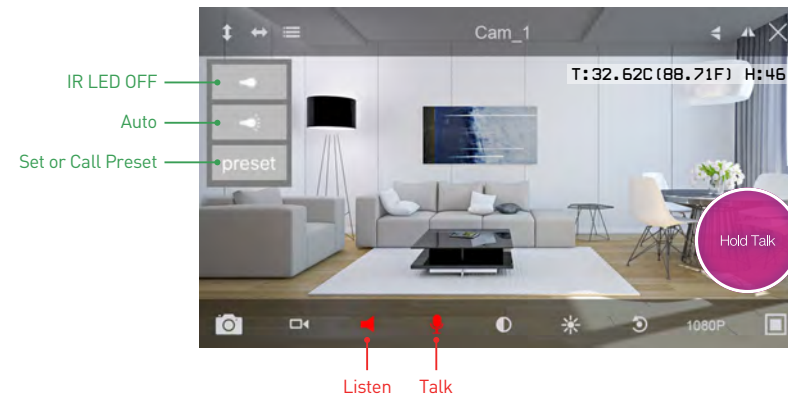 Cam_1
T:32.62C(88.71F) H:46
IR LED OFF
Auto
Set or Call Preset
preset
Hold Talk
1080P
Listen
Talk